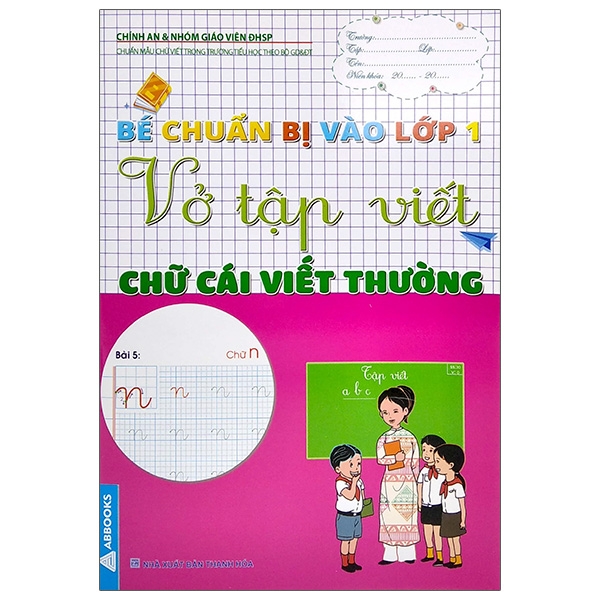 CHÍNH AN & NHÓM GIÁO VIÊN ĐHSP
CHUẨN MẪU CHỮ VIẾT TRONG TRƯỜNG TIỂU HỌC THEO BỘ GD&ĐT
Trường:
Tập: Lớp:
Tên:
Niên khóa: 20...... - 20......
BÉ CHUẨN BỊ VÀO LỚP 1
Vở tập viết
CHỮ CÁI VIẾT THƯỜNG
Bài 5: Chữ n
n n n n
n n n
Tập viết
a b c
ABBOOKS
NHÀ XUẤT BẢN THANH HÓA